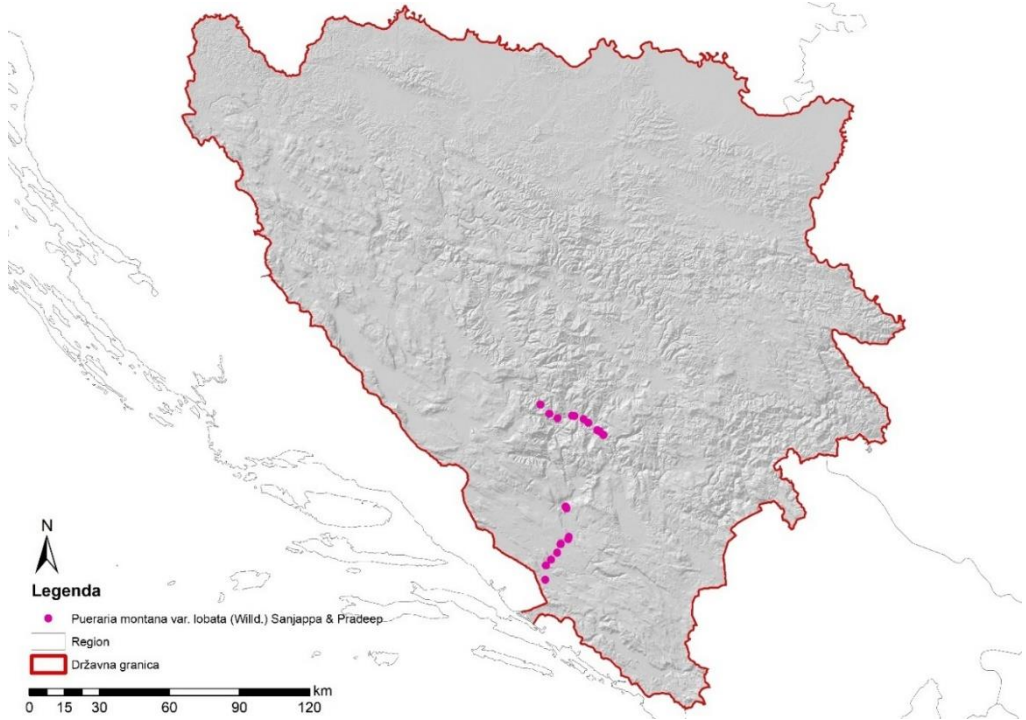 N
Legenda
Pueraria montana var. lobata (Willd.) Sanjappa & Pradeep
Region
Državna granica
km
0 15 30 60 90 120